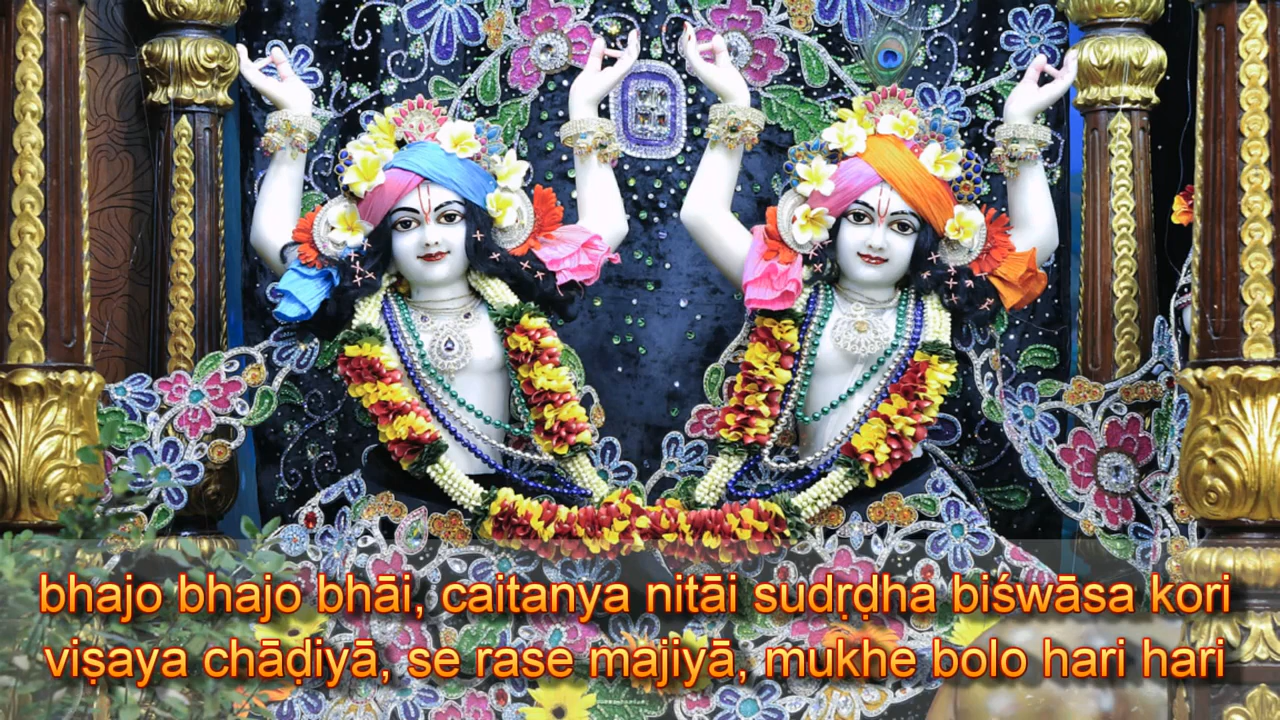 bhajo bhajo bhāi, caitanya nitāi sudṛḍha biśwāsa kori
viṣaya chāḍiyā, se rase majiyā, mukhe bolo hari hari